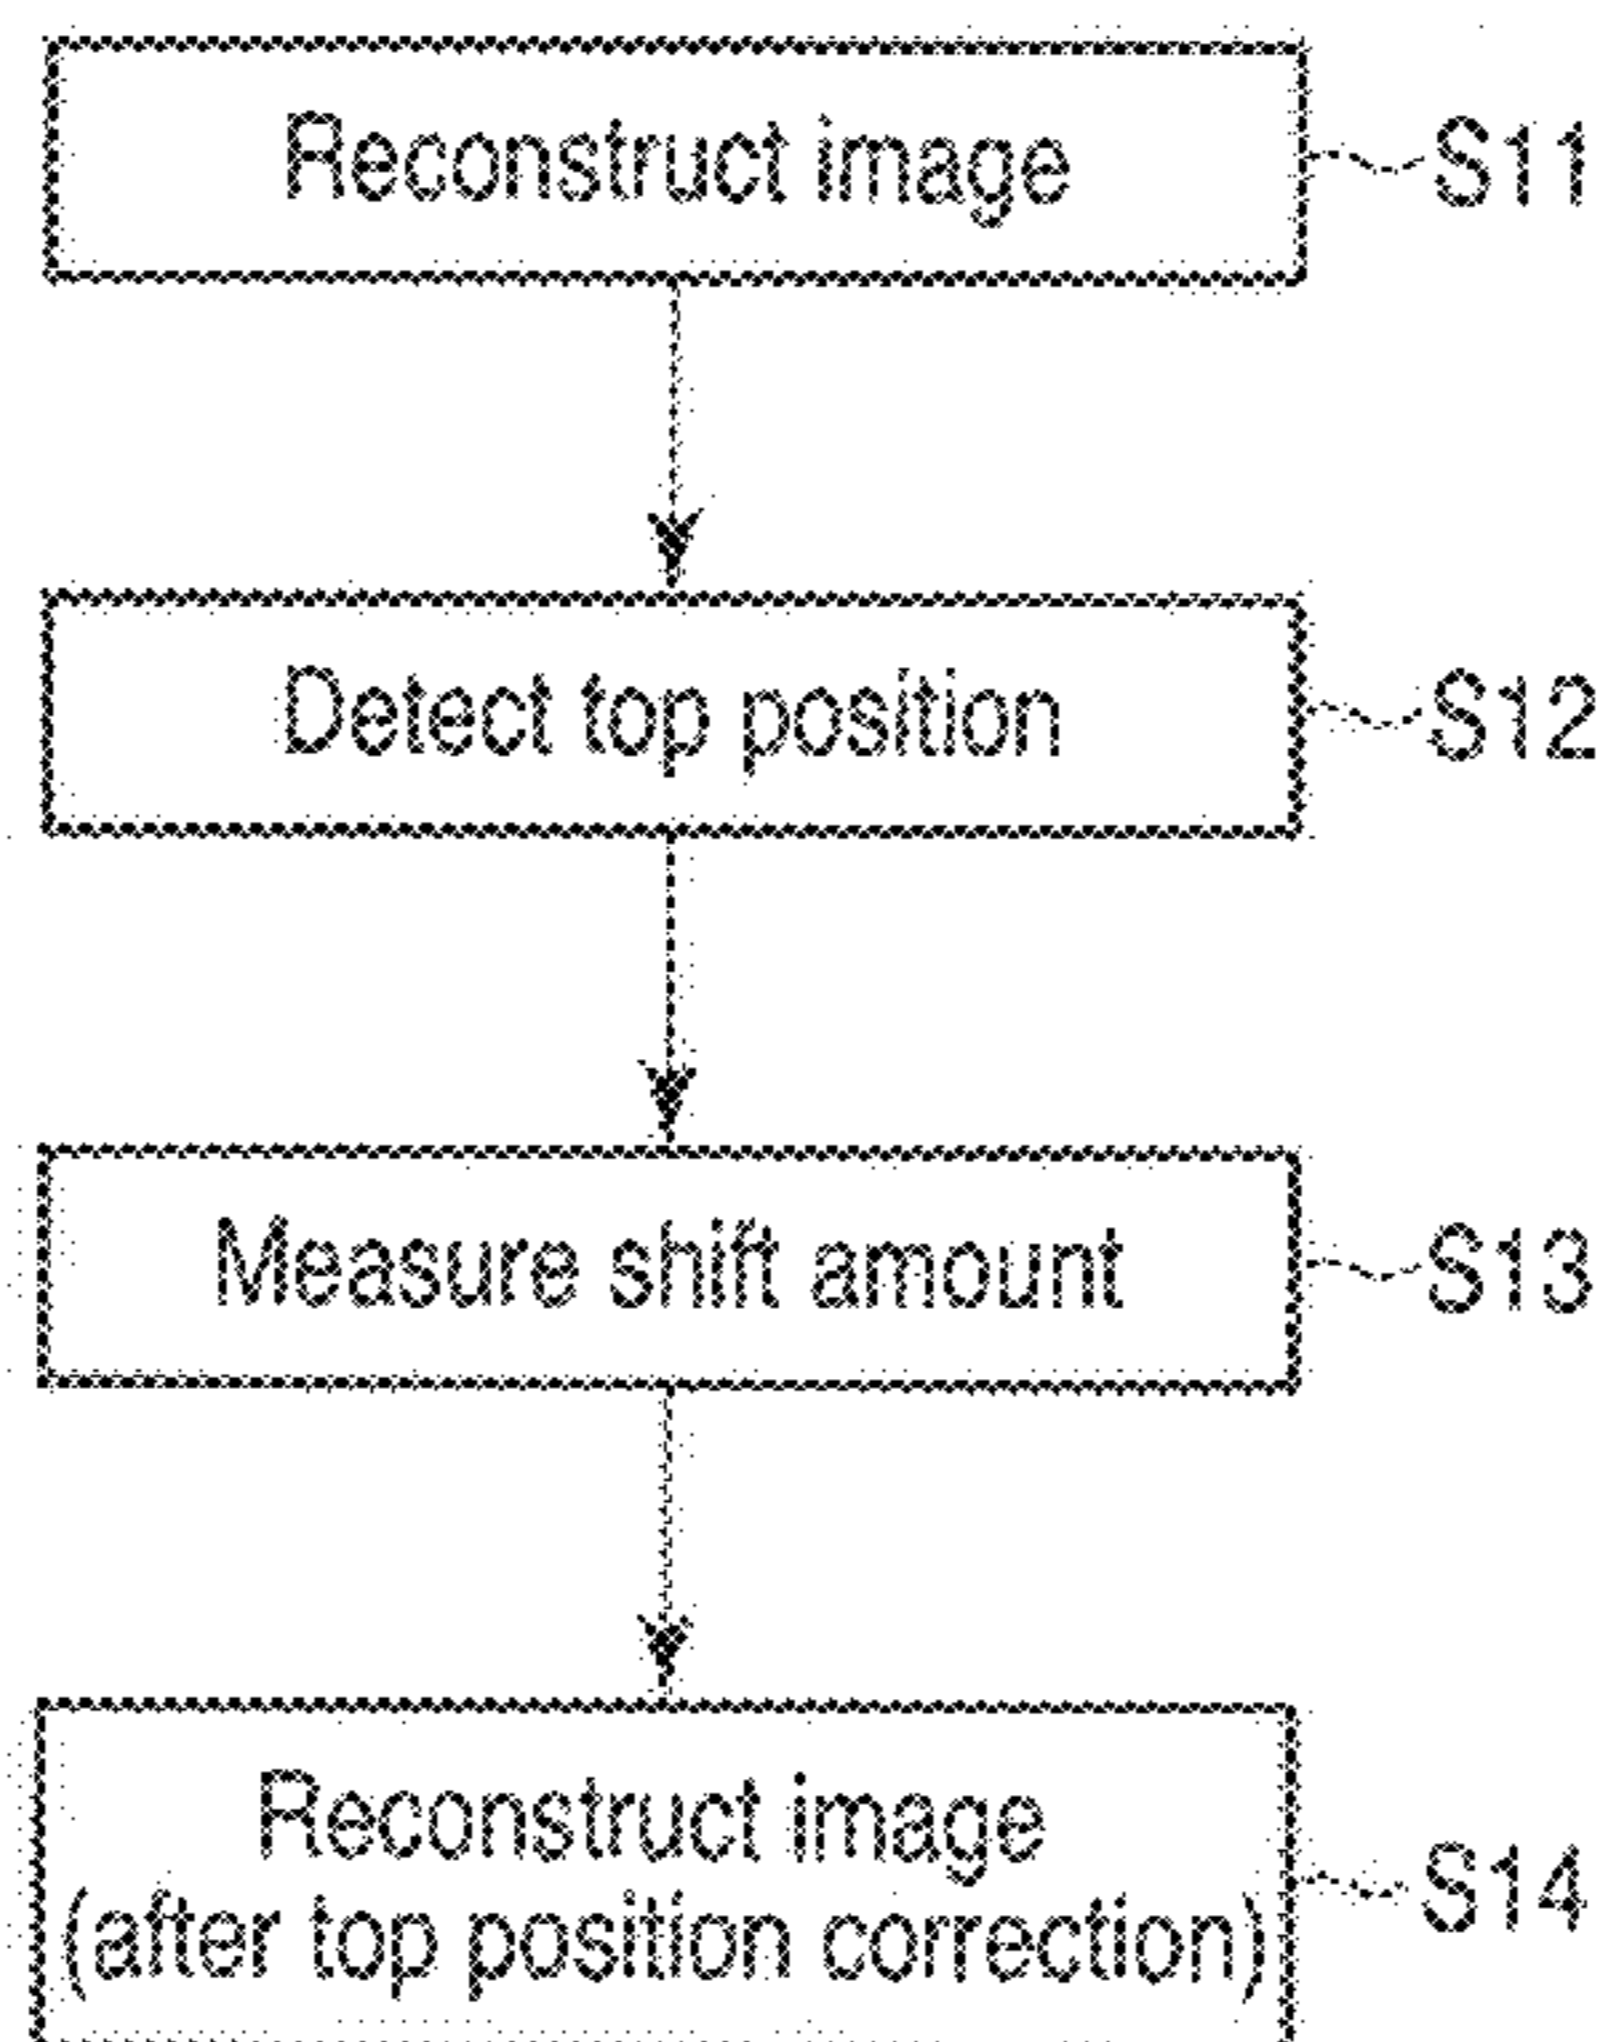 Reconstruct image
S11
Detect top position
S12
Measure shift amount
S13
Reconstruct image
(after top position correction)
S14